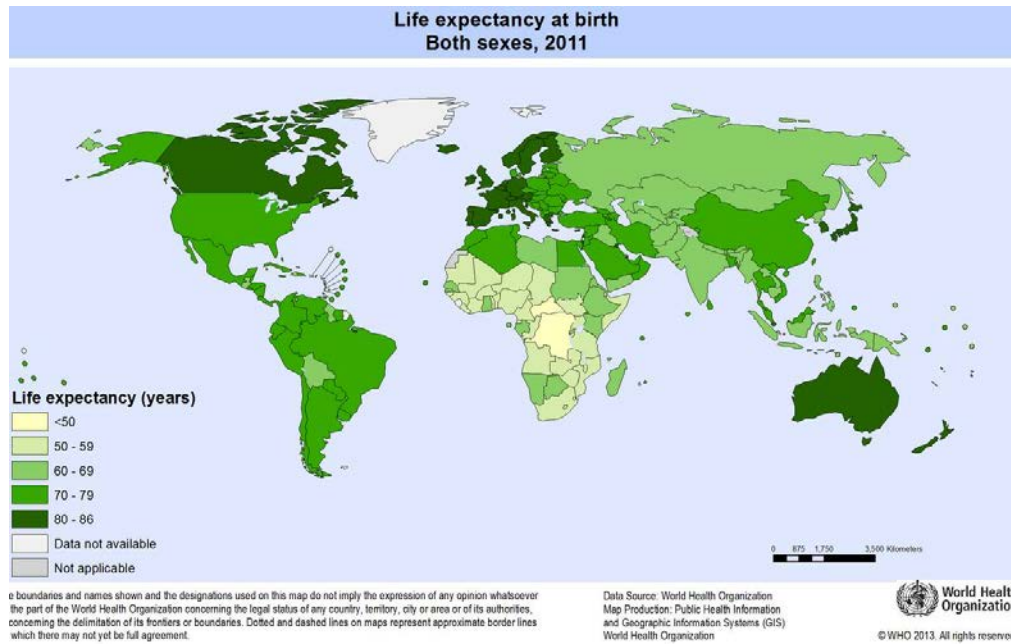 Life expectancy at birth
Both sexes, 2011
Life expectancy (years)
<50
50 - 59
60 - 69
70 - 79
80 - 86
Data not available
Not applicable
0 875 1,750 3,500 Kilometers
e boundaries and names shown and the designations used on this map do not imply the expression of any opinion whatsoever
the part of the World Health Organization concerning the legal status of any country, territory, city or area or of its authorities,
concerning the delimitation of its frontiers or boundaries. Dotted and dashed lines on maps represent approximate border lines
which there may not yet be full agreement.
Data Source: World Health Organization
Map Production: Public Health Information
and Geographic Information Systems (GIS)
World Health Organization
World Healt
Organizatio
© WHO 2013. All rights reserve